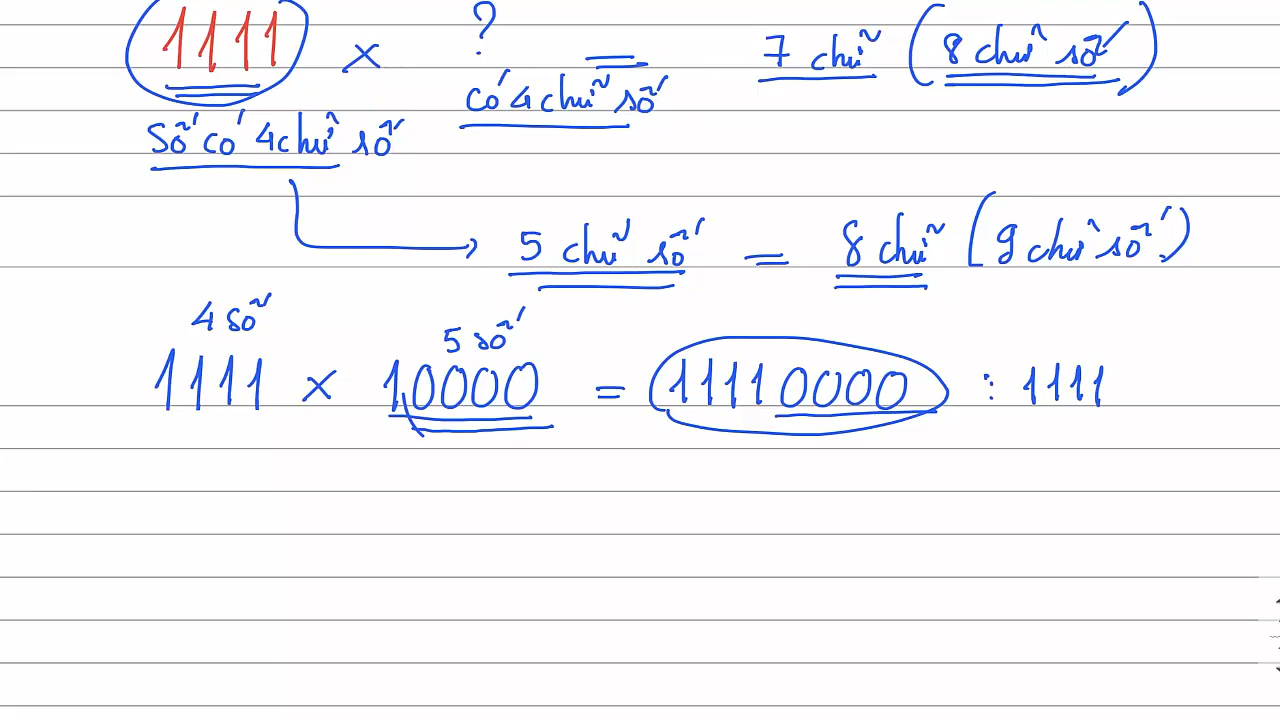 1111 × ? = 7 chữ (8 chữ số)
Số có 4 chữ số có 4 chữ số
5 chữ số = 8 chữ (9 chữ số)
4 số 5 số
1111 × 10000 = 11110000 : 1111